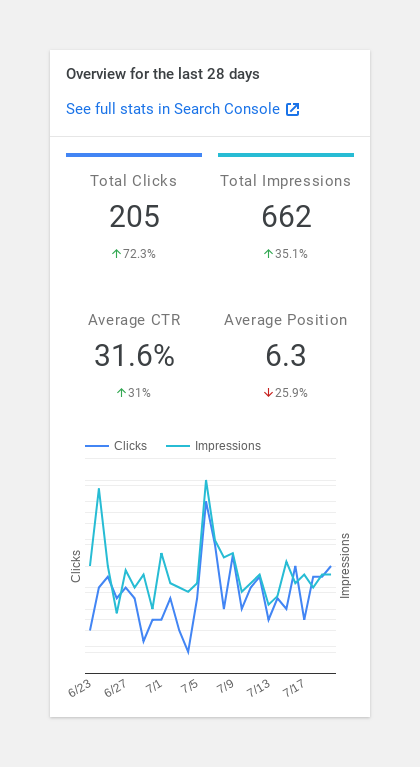 Overview for the last 28 days
See full stats in Search Console
Total Clicks
205
72.3%
Total Impressions
662
35.1%
Average CTR
31.6%
31%
Average Position
6.3
25.9%
Clicks
Impressions
Clicks
Impressions
6/23
6/27
7/1
7/5
7/9
7/13
7/17